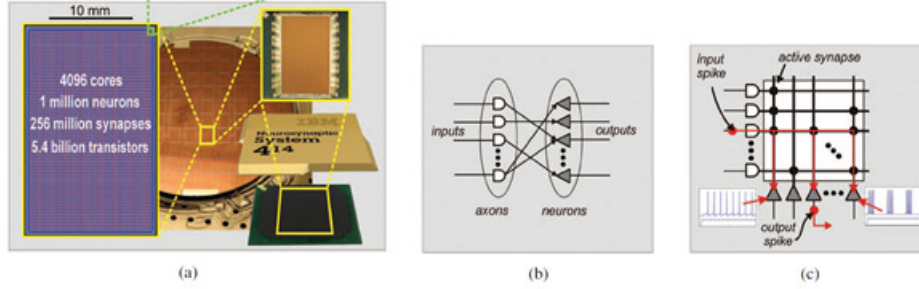 10 mm
4096 cores
1 million neurons
256 million synapses
5.4 billion transistors
IBM
Neurosynaptic
System
414
(a)
inputs
outputs
axons
neurons
(b)
input
spike
active synapse
output
spike
(c)